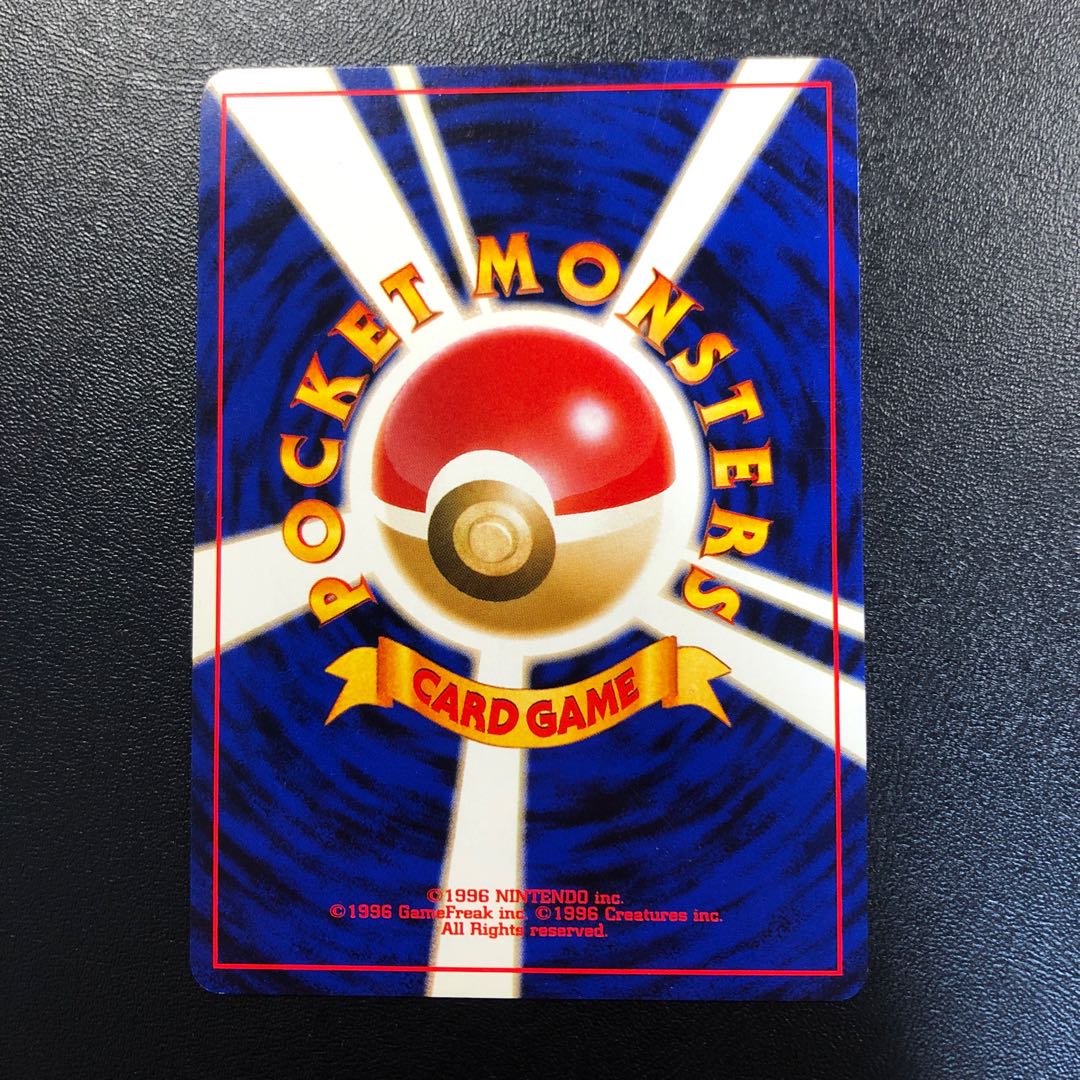 POCKET MONSTERS
CARD GAME
©1996 NINTENDO inc.
©1996 GameFreak inc. ©1996 Creatures inc.
All Rights reserved.